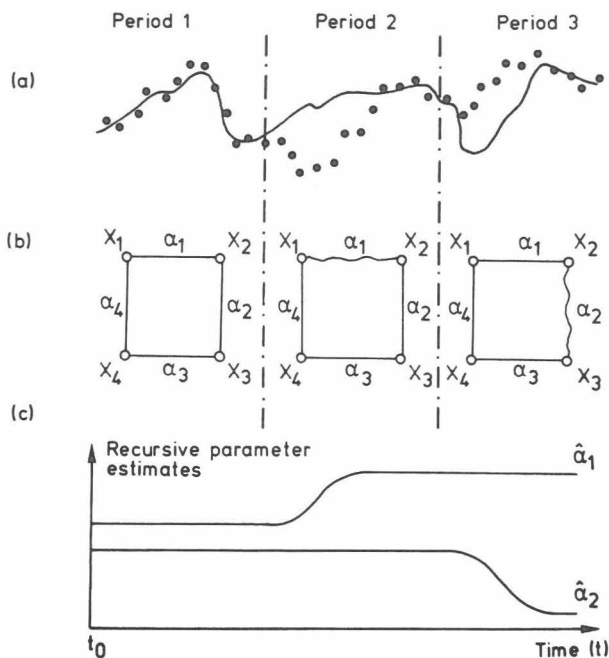 Period 1 Period 2 Period 3
(a)
(b)
X1 α1 X2 X1 α1 X2 X1 α1 X2
α4 α2 α4 α2 α4 α2
X4 α3 X3 X4 α3 X3 X4 α3 X3
(c)
Recursive parameter
estimates
α̂1
α̂2
t0 Time (t)